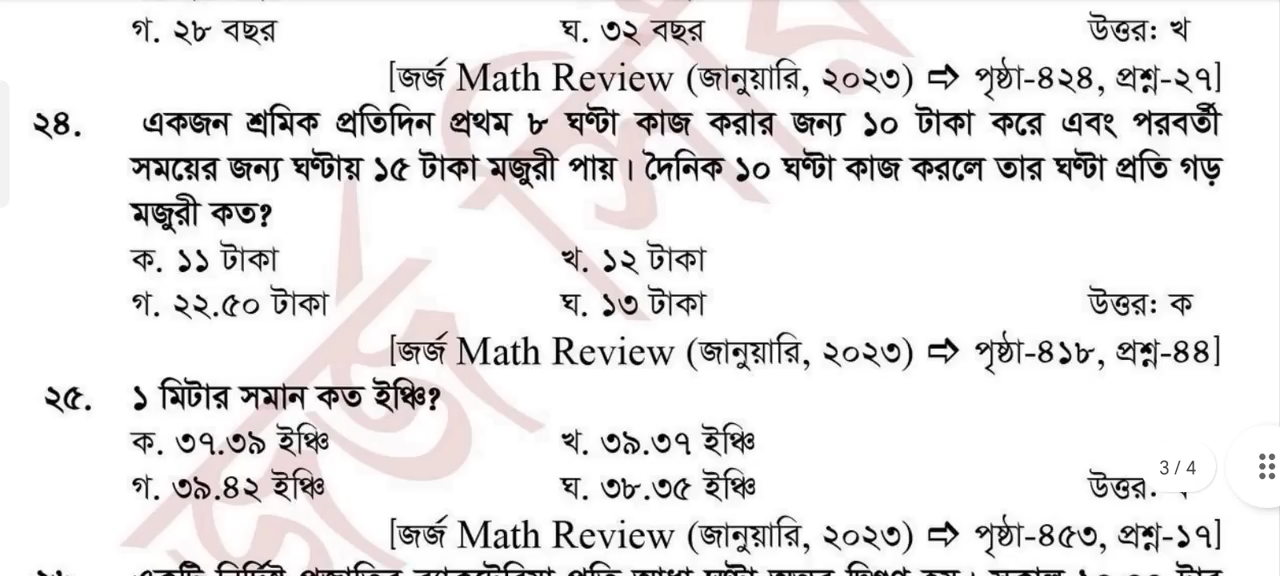 গ. ২৮ বছর ঘ. ৩২ বছর উত্তর: খ
[জর্জ Math Review (জানুয়ারি, ২০২৩) ⇨ পৃষ্ঠা-৪২৪, প্রশ্ন-২৭]
২৪. একজন শ্রমিক প্রতিদিন প্রথম ৮ ঘণ্টা কাজ করার জন্য ১০ টাকা করে এবং পরবর্তী
সময়ের জন্য ঘণ্টায় ১৫ টাকা মজুরী পায়। দৈনিক ১০ ঘণ্টা কাজ করলে তার ঘণ্টা প্রতি গড়
মজুরী কত?
ক. ১১ টাকা খ. ১২ টাকা
গ. ২২.৫০ টাকা ঘ. ১৩ টাকা উত্তর: ক
[জর্জ Math Review (জানুয়ারি, ২০২৩) ⇨ পৃষ্ঠা-৪১৮, প্রশ্ন-৪৪]
২৫. ১ মিটার সমান কত ইঞ্চি?
ক. ৩৭.৩৯ ইঞ্চি খ. ৩৯.৩৭ ইঞ্চি
3 / 4
গ. ৩৯.৪২ ইঞ্চি ঘ. ৩৮.৩৫ ইঞ্চি উত্তর:
[জর্জ Math Review (জানুয়ারি, ২০২৩) ⇨ পৃষ্ঠা-৪৫৩, প্রশ্ন-১৭]